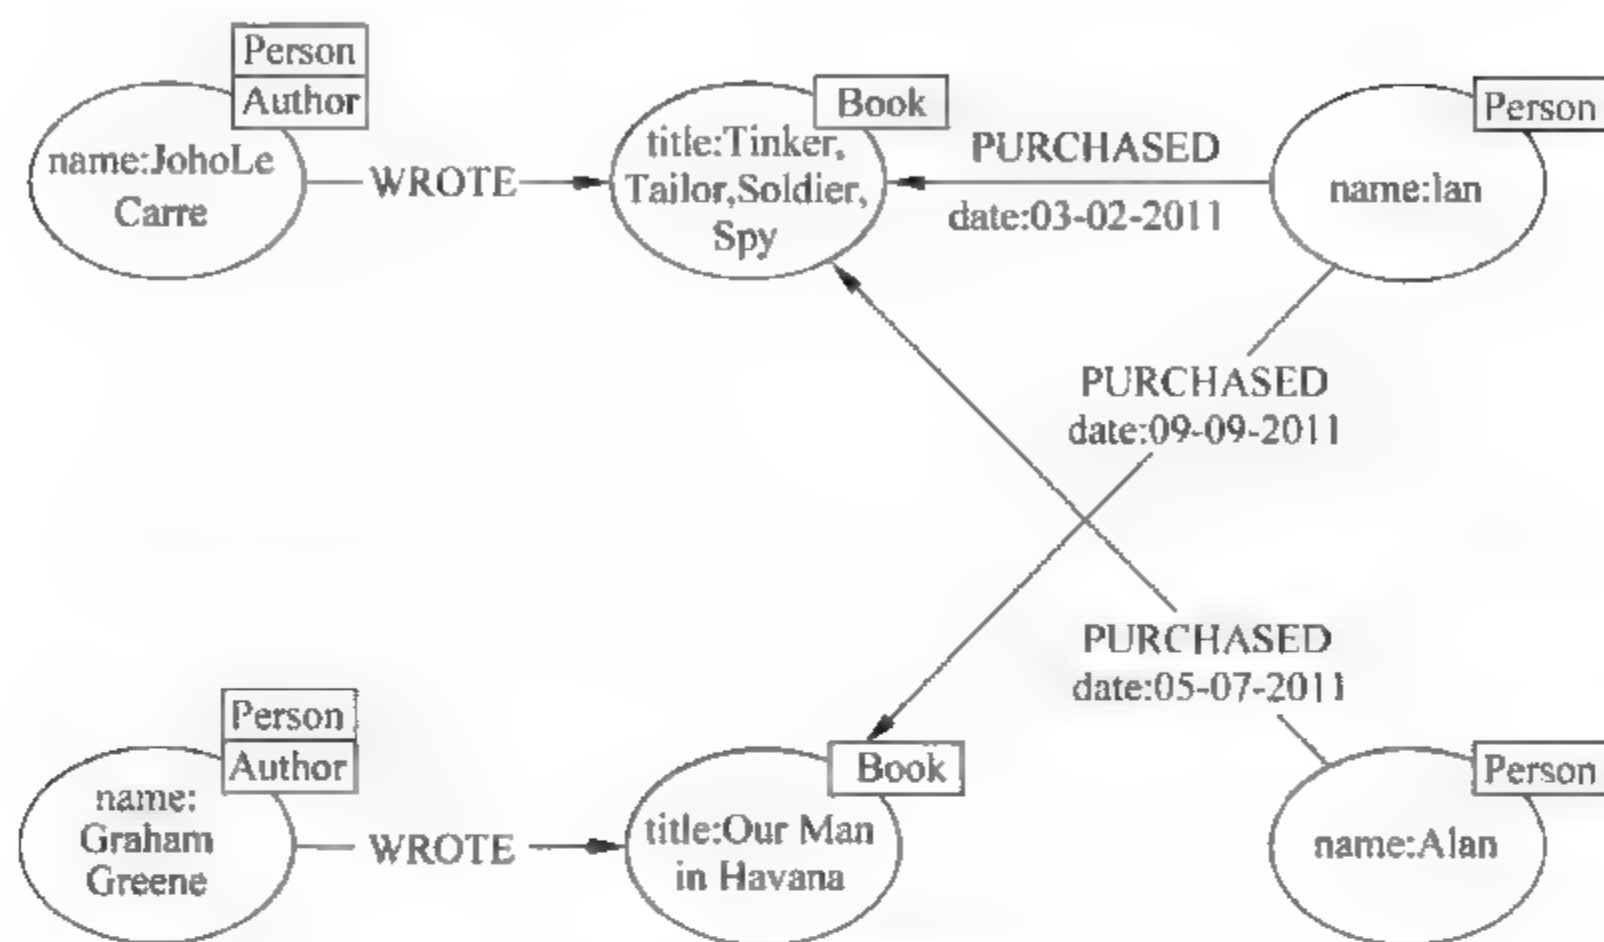 Person
Author
name:JohoLe
Carre
WROTE
Book
title:Tinker,
Tailor,Soldier,
Spy
PURCHASED
date:03-02-2011
Person
name:Ian
PURCHASED
date:09-09-2011
PURCHASED
date:05-07-2011
Person
Author
name:
Graham
Greene
WROTE
Book
title:Our Man
in Havana
Person
name:Alan